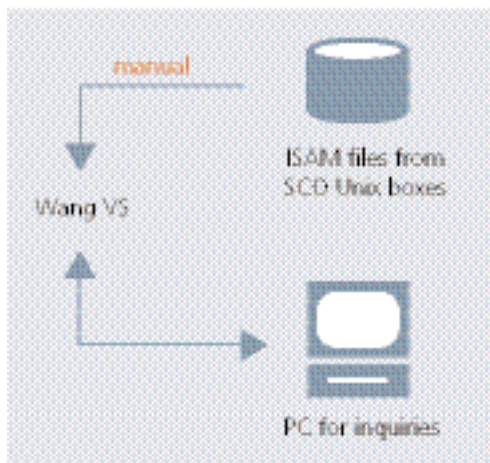 manual
ISAM files from
SCO Unix boxes
Wang VS
PC for inquiries